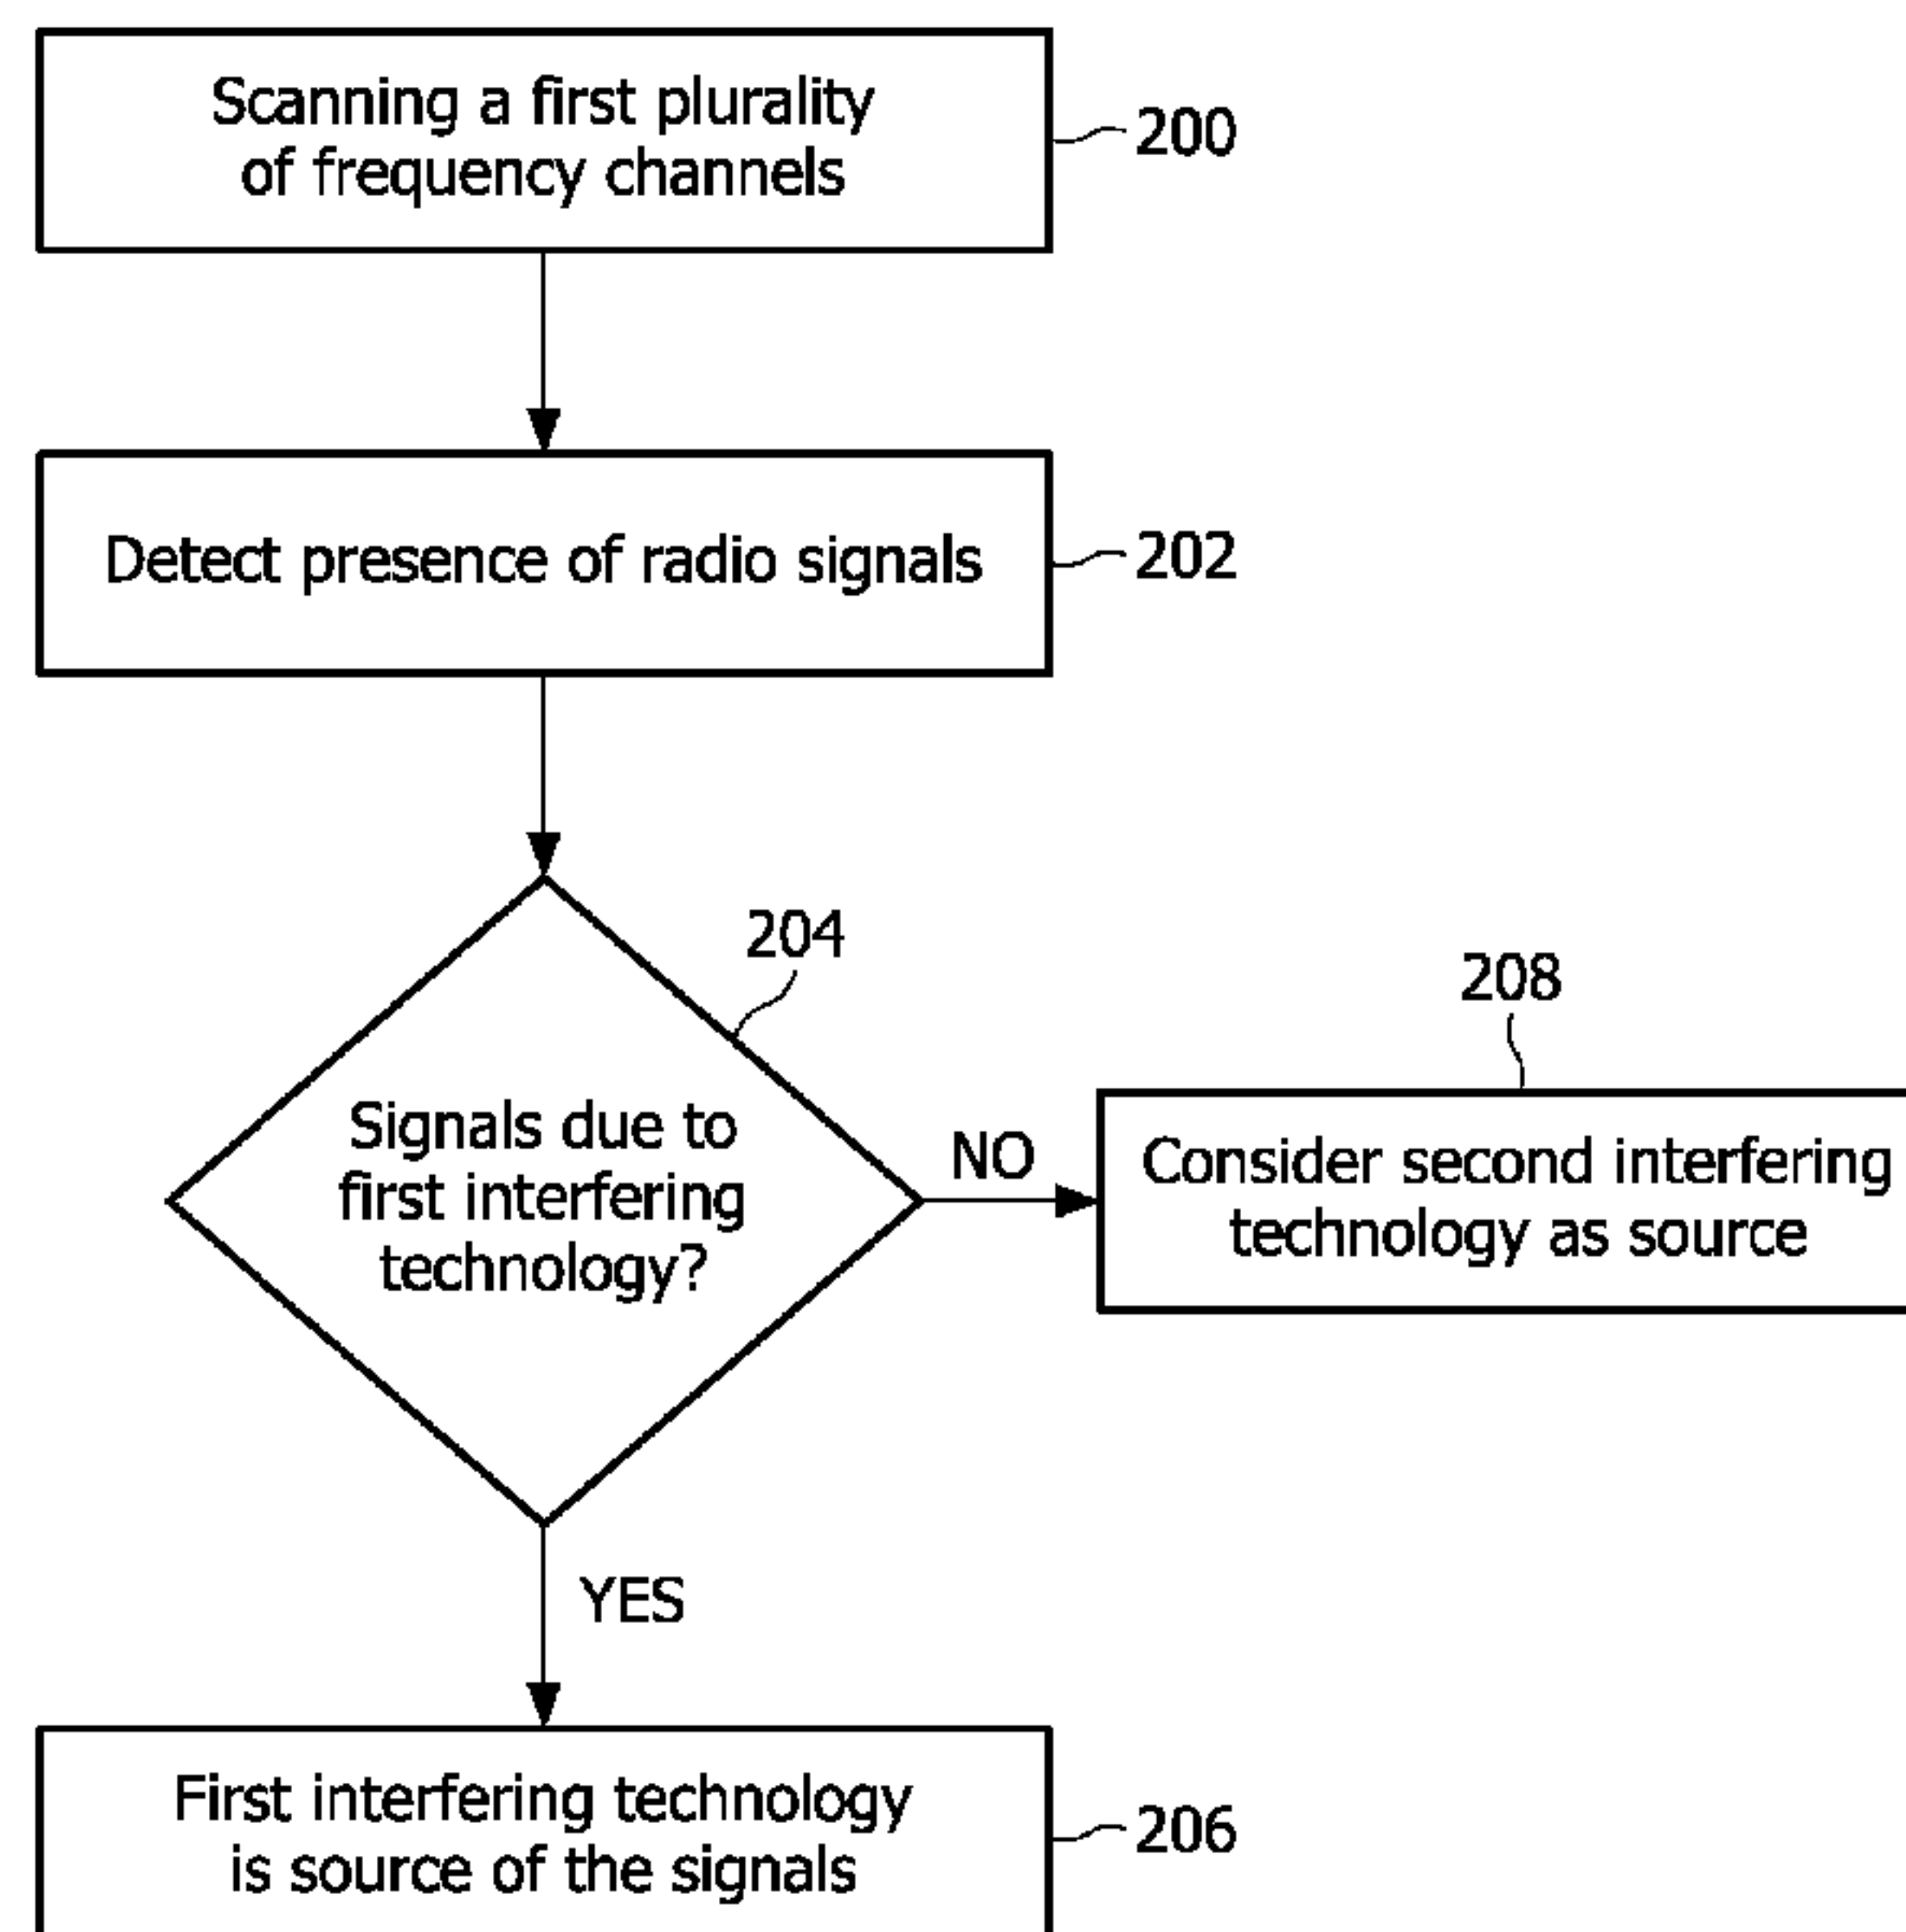 Scanning a first plurality
of frequency channels
200
Detect presence of radio signals
202
204
Signals due to
first interfering
technology?
NO
208
Consider second interfering
technology as source
YES
First interfering technology
is source of the signals
206